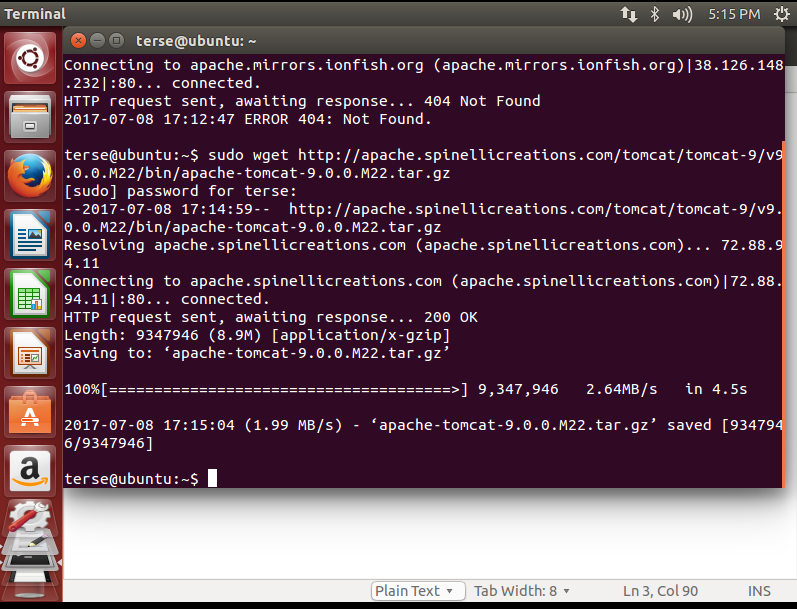 Terminal
5:15 PM
terse@ubuntu: ~
Connecting to apache.mirrors.ionfish.org (apache.mirrors.ionfish.org)|38.126.148
.232|:80... connected.
HTTP request sent, awaiting response... 404 Not Found
2017-07-08 17:12:47 ERROR 404: Not Found.
terse@ubuntu:~$ sudo wget http://apache.spinellicreations.com/tomcat/tomcat-9/v9
.0.0.M22/bin/apache-tomcat-9.0.0.M22.tar.gz
[sudo] password for terse:
--2017-07-08 17:14:59--  http://apache.spinellicreations.com/tomcat/tomcat-9/v9.
0.0.M22/bin/apache-tomcat-9.0.0.M22.tar.gz
Resolving apache.spinellicreations.com (apache.spinellicreations.com)... 72.88.9
4.11
Connecting to apache.spinellicreations.com (apache.spinellicreations.com)|72.88.
94.11|:80... connected.
HTTP request sent, awaiting response... 200 OK
Length: 9347946 (8.9M) [application/x-gzip]
Saving to: ‘apache-tomcat-9.0.0.M22.tar.gz’
100%[======================================>] 9,347,946   2.64MB/s   in 4.5s
2017-07-08 17:15:04 (1.99 MB/s) - ‘apache-tomcat-9.0.0.M22.tar.gz’ saved [934794
6/9347946]
terse@ubuntu:~$
Plain Text
Tab Width: 8
Ln 3, Col 90
INS